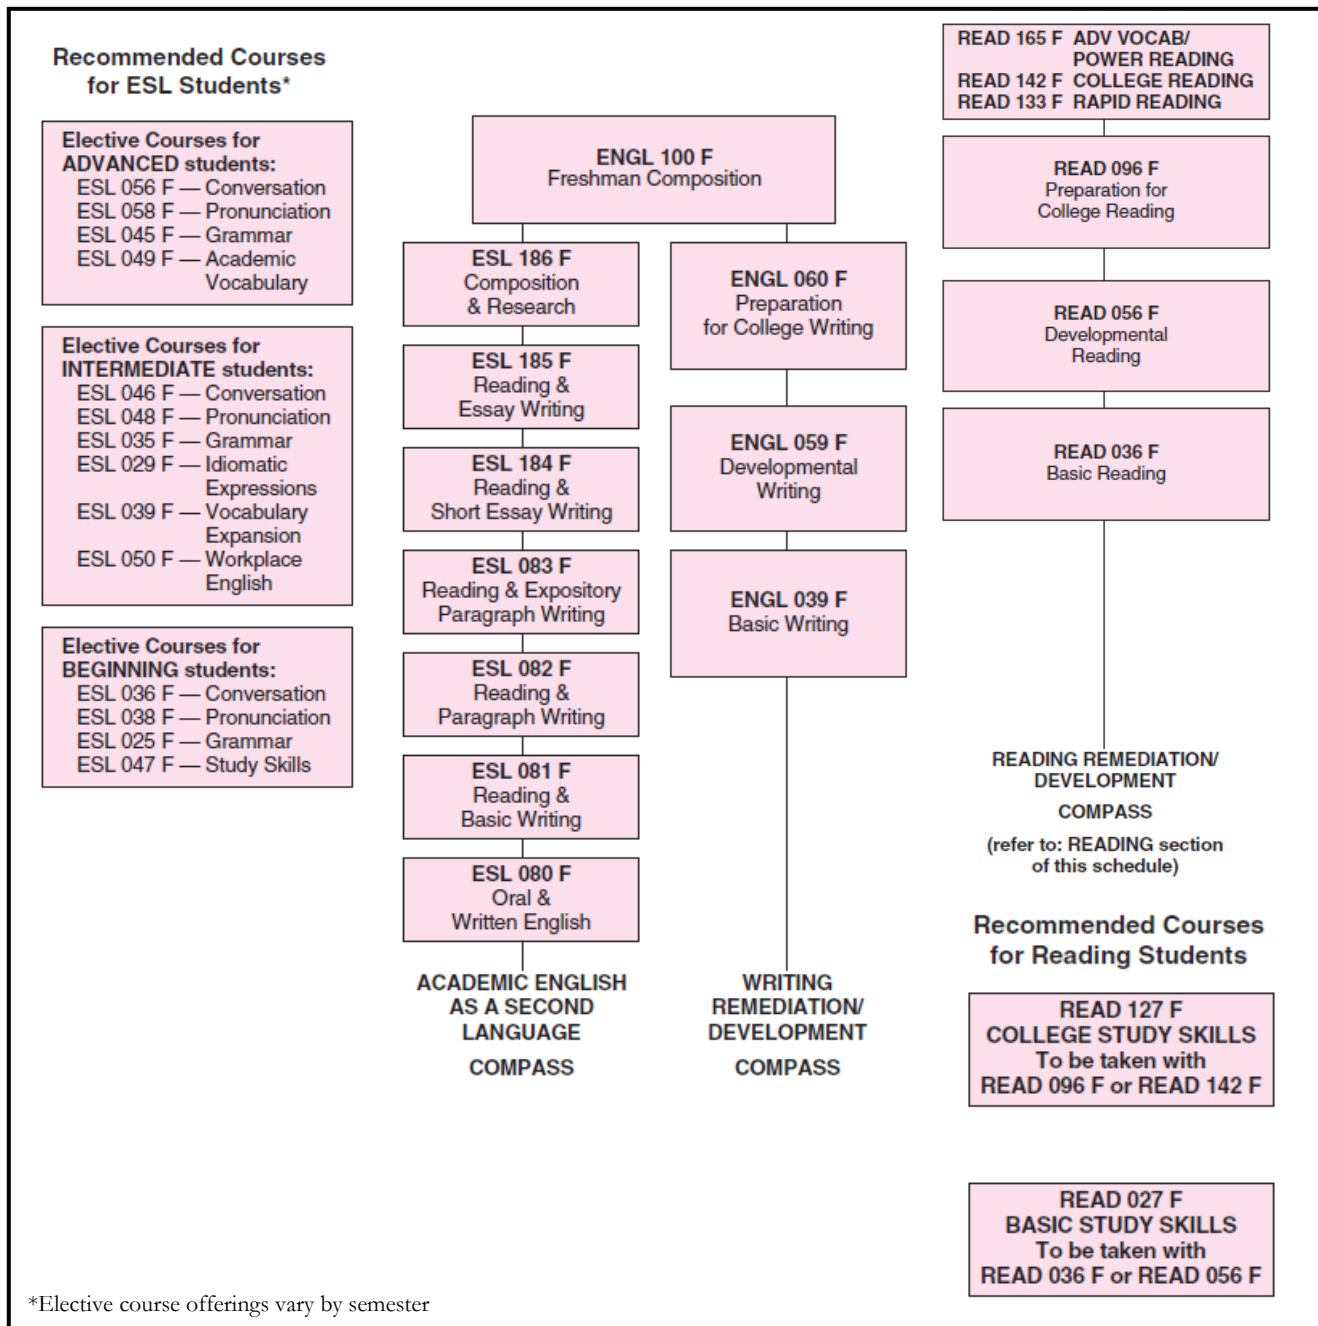 Recommended Courses
for ESL Students*
Elective Courses for
ADVANCED students:
ESL 056 F — Conversation
ESL 058 F — Pronunciation
ESL 045 F — Grammar
ESL 049 F — Academic
Vocabulary
Elective Courses for
INTERMEDIATE students:
ESL 046 F — Conversation
ESL 048 F — Pronunciation
ESL 035 F — Grammar
ESL 029 F — Idiomatic
Expressions
ESL 039 F — Vocabulary
Expansion
ESL 050 F — Workplace
English
Elective Courses for
BEGINNING students:
ESL 036 F — Conversation
ESL 038 F — Pronunciation
ESL 025 F — Grammar
ESL 047 F — Study Skills
ENGL 100 F
Freshman Composition
ESL 186 F
Composition
& Research
ESL 185 F
Reading &
Essay Writing
ESL 184 F
Reading &
Short Essay Writing
ESL 083 F
Reading & Expository
Paragraph Writing
ESL 082 F
Reading &
Paragraph Writing
ESL 081 F
Reading &
Basic Writing
ESL 080 F
Oral &
Written English
ACADEMIC ENGLISH
AS A SECOND
LANGUAGE
COMPASS
ENGL 060 F
Preparation
for College Writing
ENGL 059 F
Developmental
Writing
ENGL 039 F
Basic Writing
WRITING
REMEDIATION/
DEVELOPMENT
COMPASS
READ 165 F ADV VOCAB/
POWER READING
READ 142 F COLLEGE READING
READ 133 F RAPID READING
READ 096 F
Preparation for
College Reading
READ 056 F
Developmental
Reading
READ 036 F
Basic Reading
READING REMEDIATION/
DEVELOPMENT
COMPASS
(refer to: READING section
of this schedule)
Recommended Courses
for Reading Students
READ 127 F
COLLEGE STUDY SKILLS
To be taken with
READ 096 F or READ 142 F
READ 027 F
BASIC STUDY SKILLS
To be taken with
READ 036 F or READ 056 F
*Elective course offerings vary by semester